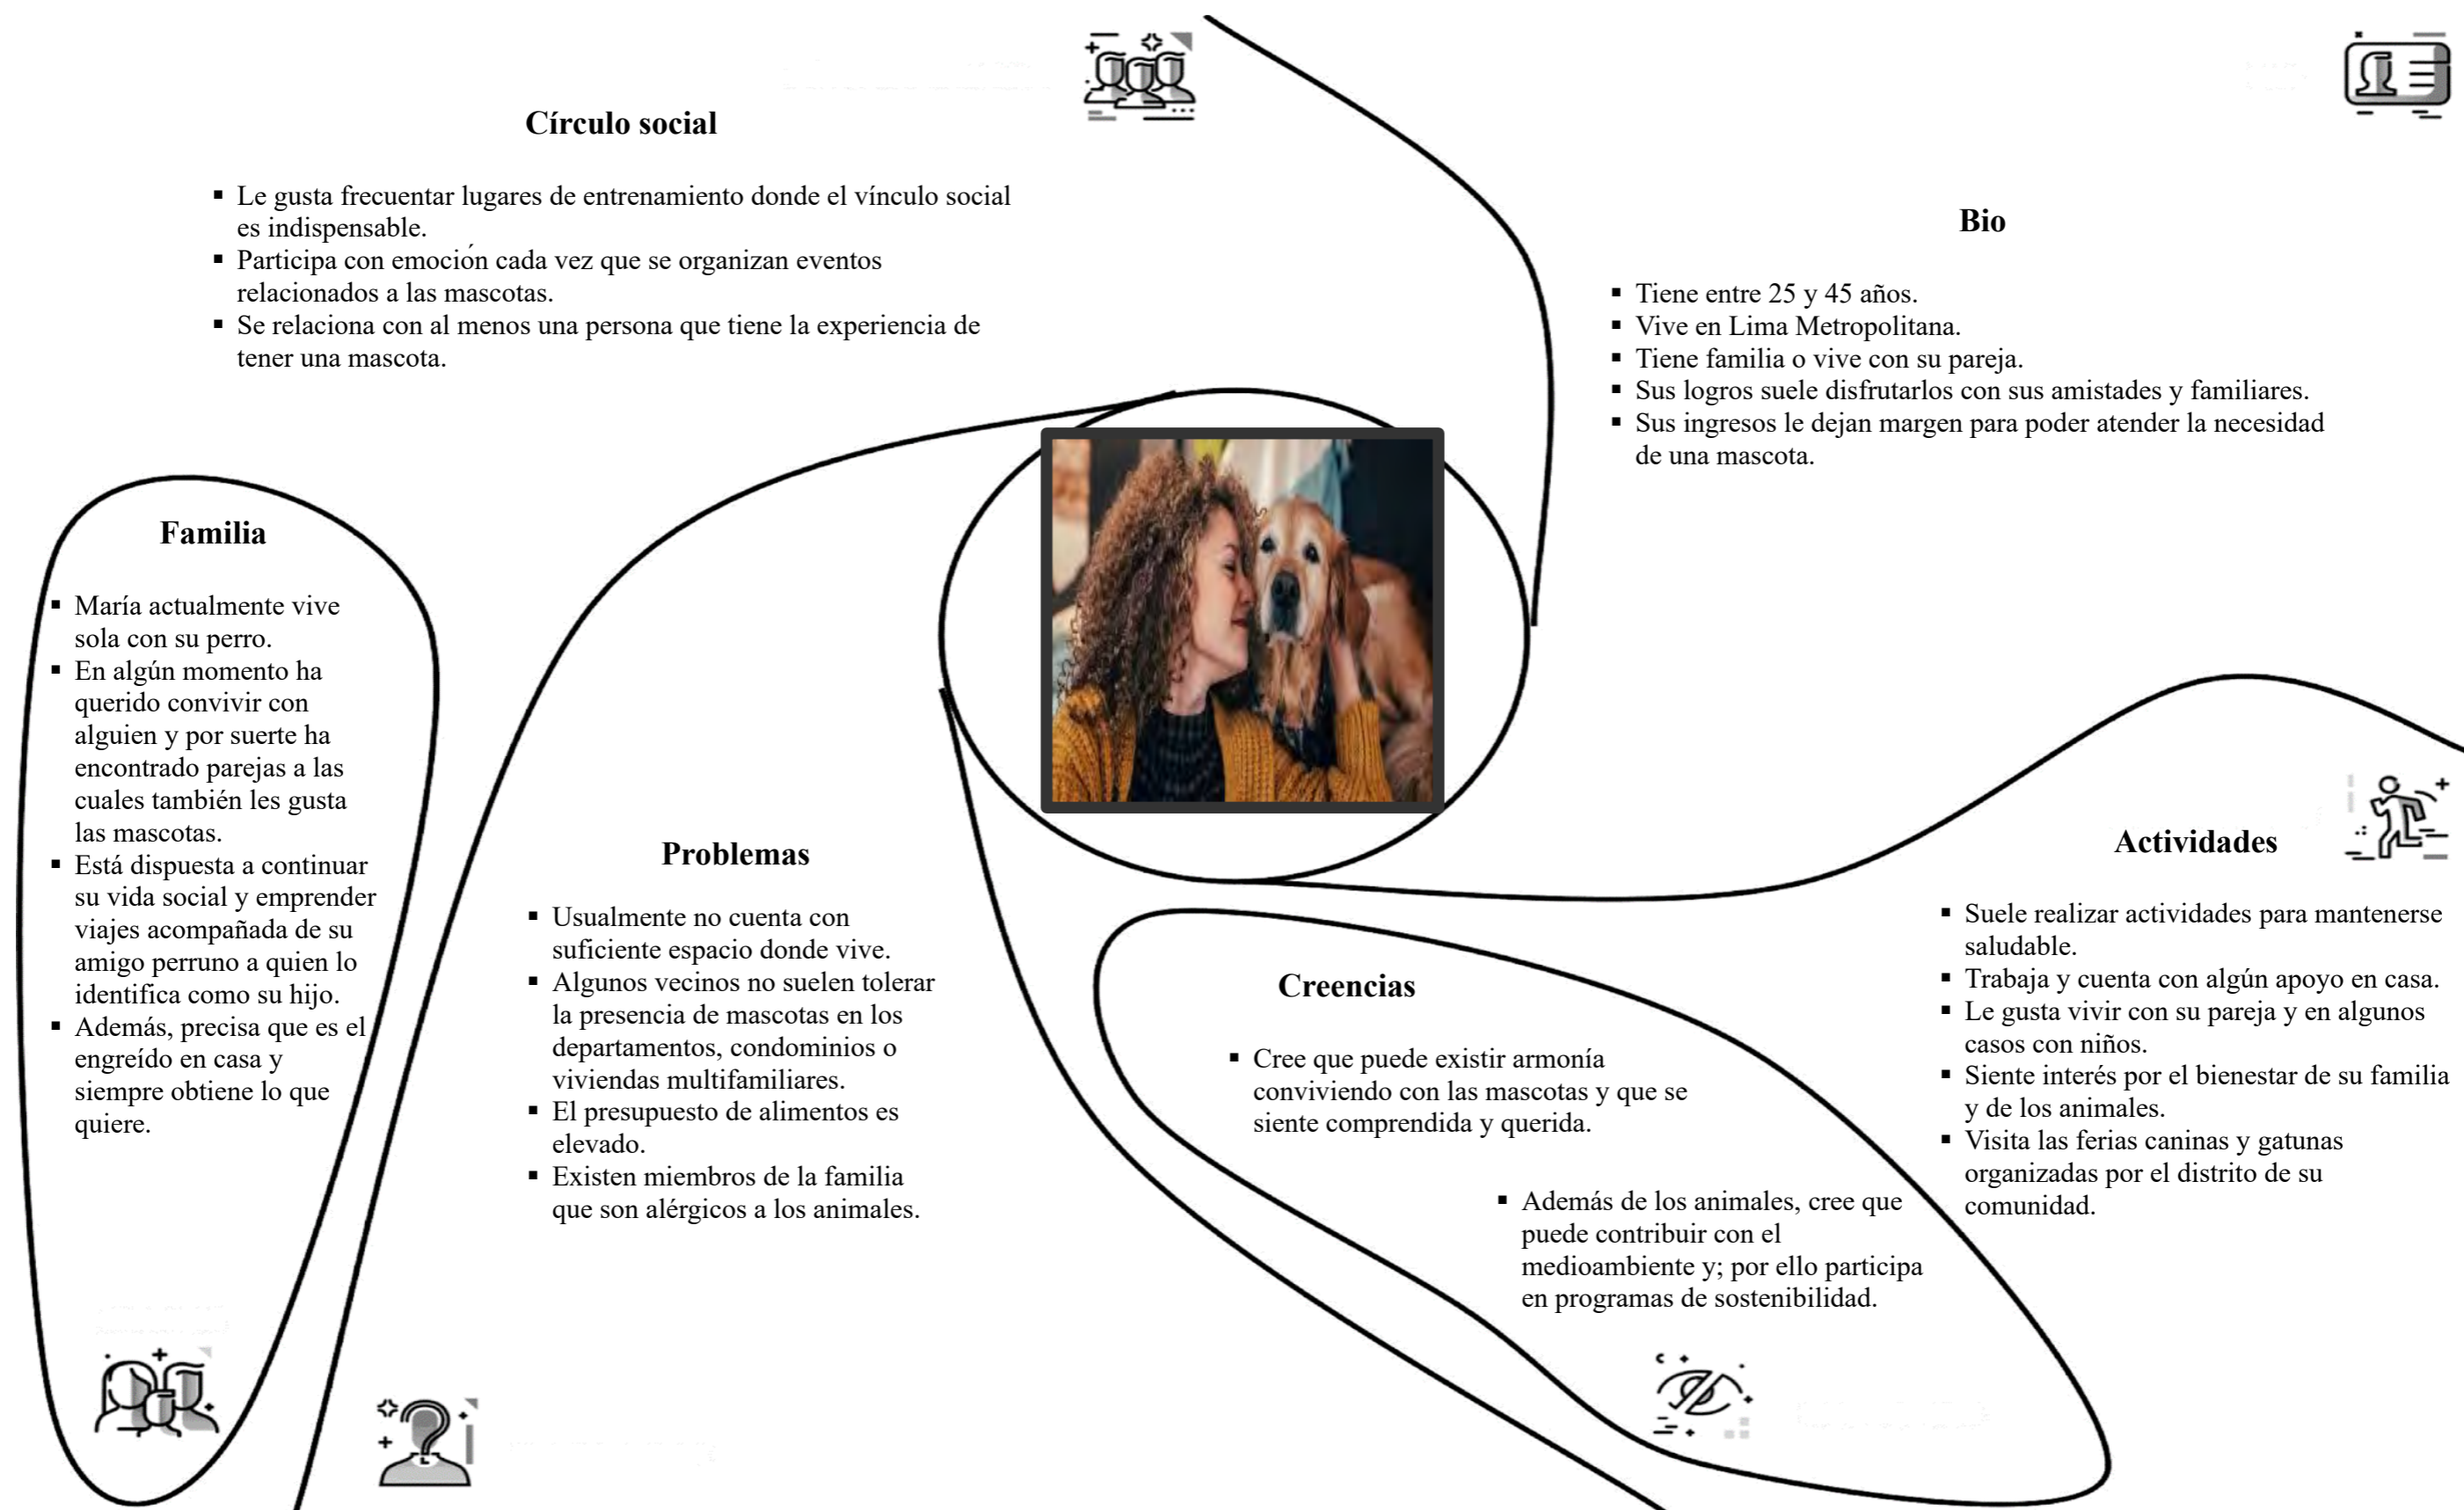 Círculo social
▪ Le gusta frecuentar lugares de entrenamiento donde el vínculo social
es indispensable.
▪ Participa con emoción cada vez que se organizan eventos
relacionados a las mascotas.
▪ Se relaciona con al menos una persona que tiene la experiencia de
tener una mascota.
Bio
▪ Tiene entre 25 y 45 años.
▪ Vive en Lima Metropolitana.
▪ Tiene familia o vive con su pareja.
▪ Sus logros suele disfrutarlos con sus amistades y familiares.
▪ Sus ingresos le dejan margen para poder atender la necesidad
de una mascota.
Familia
▪ María actualmente vive
sola con su perro.
▪ En algún momento ha
querido convivir con
alguien y por suerte ha
encontrado parejas a las
cuales también les gusta
las mascotas.
▪ Está dispuesta a continuar
su vida social y emprender
viajes acompañada de su
amigo perruno a quien lo
identifica como su hijo.
▪ Además, precisa que es el
engreído en casa y
siempre obtiene lo que
quiere.
Problemas
▪ Usualmente no cuenta con
suficiente espacio donde vive.
▪ Algunos vecinos no suelen tolerar
la presencia de mascotas en los
departamentos, condominios o
viviendas multifamiliares.
▪ El presupuesto de alimentos es
elevado.
▪ Existen miembros de la familia
que son alérgicos a los animales.
Creencias
▪ Cree que puede existir armonía
conviviendo con las mascotas y que se
siente comprendida y querida.
▪ Además de los animales, cree que
puede contribuir con el
medioambiente y; por ello participa
en programas de sostenibilidad.
Actividades
▪ Suele realizar actividades para mantenerse
saludable.
▪ Trabaja y cuenta con algún apoyo en casa.
▪ Le gusta vivir con su pareja y en algunos
casos con niños.
▪ Siente interés por el bienestar de su familia
y de los animales.
▪ Visita las ferias caninas y gatunas
organizadas por el distrito de su
comunidad.